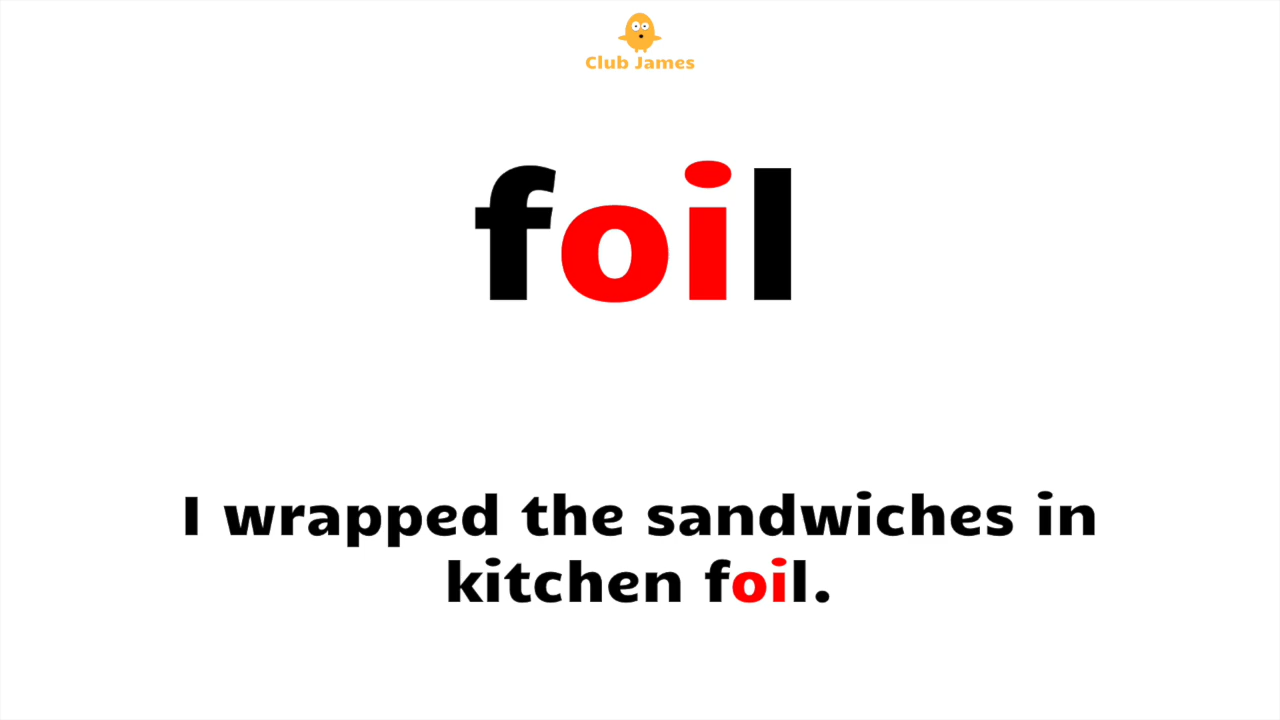 Club James
foil
I wrapped the sandwiches in
kitchen foil.